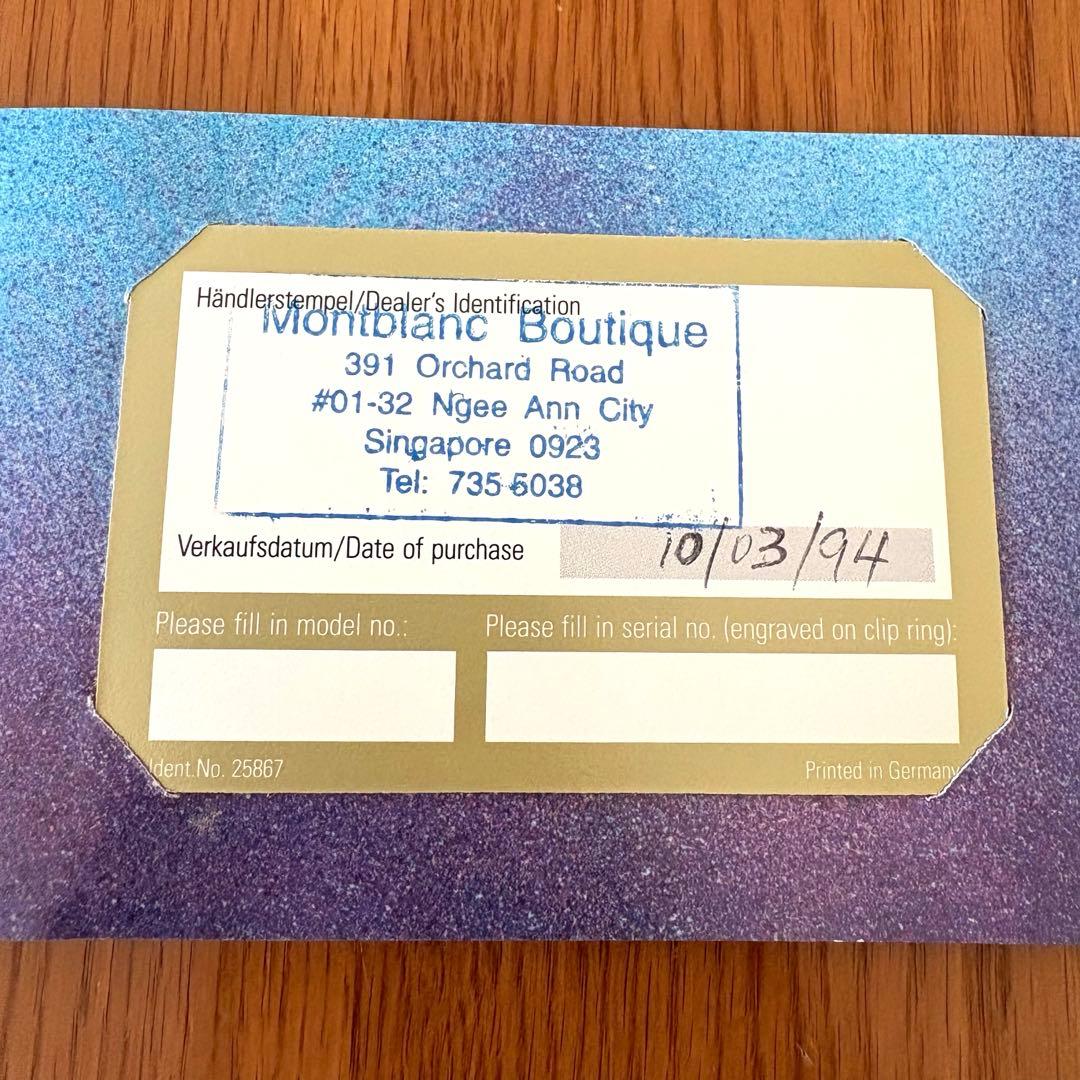 Händlerstempel/Dealer's Identification
Montblanc Boutique
391 Orchard Road
#01-32 Ngee Ann City
Singapore 0923
Tel: 735 6038
Verkaufsdatum/Date of purchase 10/03/94
Please fill in model no.: Please fill in serial no. (engraved on clip ring):
Ident.No. 25867 Printed in Germany